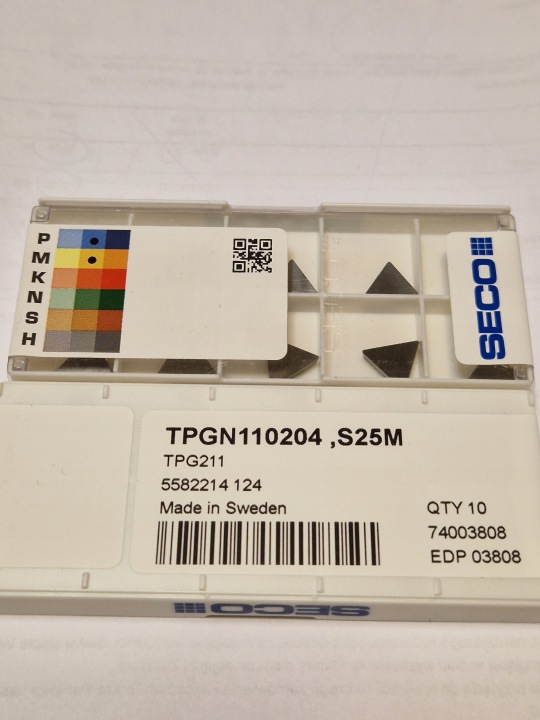 P
M
K
N
S
H
SECO
TPGN110204 ,S25M
TPG211
5582214 124
Made in Sweden
QTY 10
74003808
EDP 03808
SECO